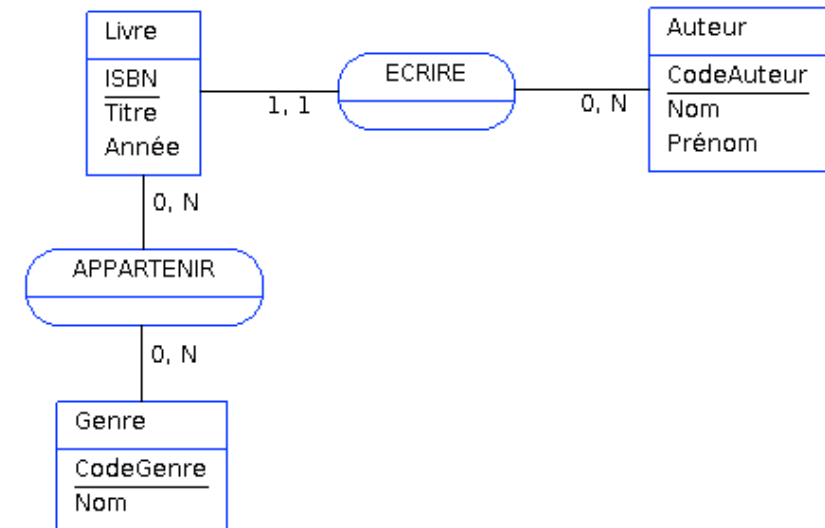 Livre
ISBN
Titre
Année
1, 1
ECRIRE
0, N
Auteur
CodeAuteur
Nom
Prénom
0, N
APPARTENIR
0, N
Genre
CodeGenre
Nom